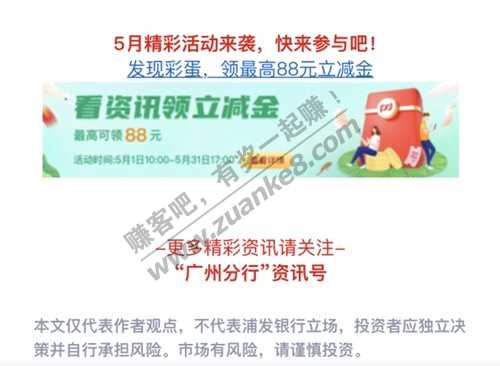 5月精彩活动来袭，快来参与吧！
发现彩蛋，领最高88元立减金
看资讯领立减金
最高可领88元
活动时间:5月1日10:00~5月31日17:00
查看详情
赚客吧，有奖一起赚！
www.zuanke8.com
–更多精彩资讯请关注–
“广州分行”资讯号
本文仅代表作者观点，不代表浦发银行立场，投资者应独立决
策并自行承担风险。市场有风险，请谨慎投资。